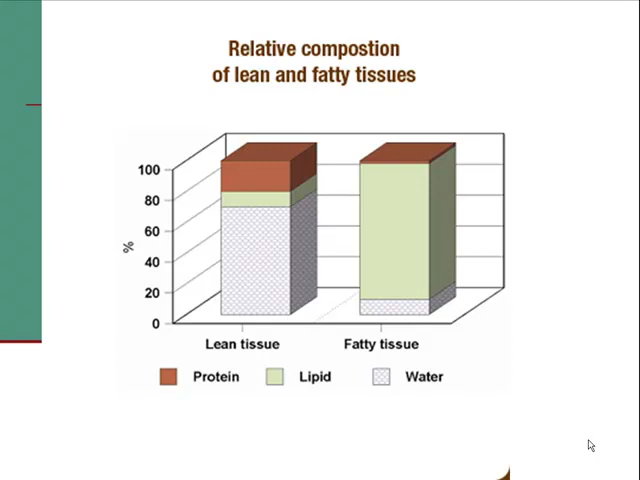 Relative compostion
of lean and fatty tissues
100
80
60
40
20
0
%
Lean tissue
Fatty tissue
Protein
Lipid
Water